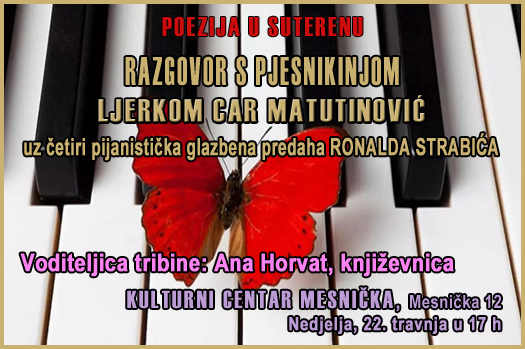 POEZIJA U SUTERENU
RAZGOVOR S PJESNIKINJOM
LJERKOM CAR MATUTINOVIĆ
uz četiri pijanistička glazbena predaha RONALDA STRABIĆA
Voditeljica tribine: Ana Horvat, književnica
KULTURNI CENTAR MESNIČKA, Mesnička 12
Nedjelja, 22. travnja u 17 h